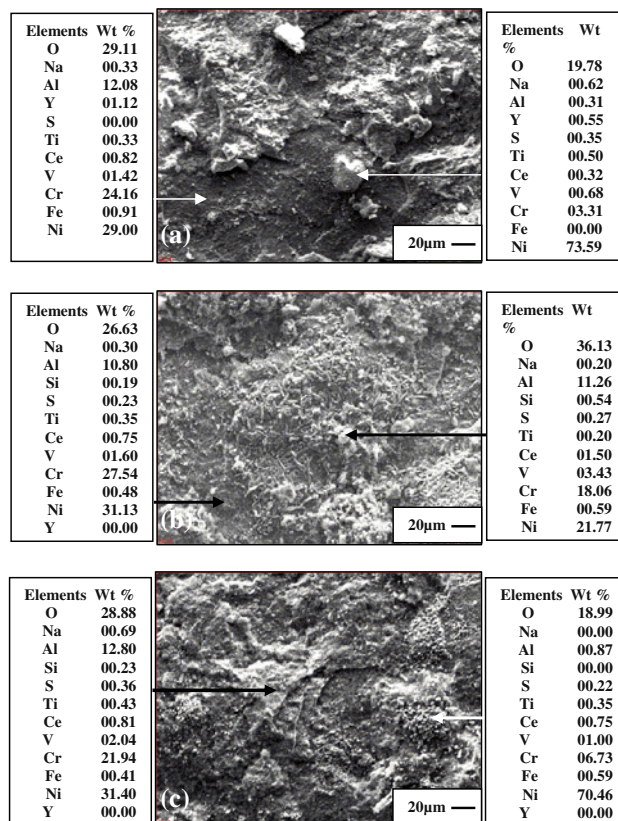 Elements Wt %
O 29.11
Na 00.33
Al 12.08
Y 01.12
S 00.00
Ti 00.33
Ce 00.82
V 01.42
Cr 24.16
Fe 00.91
Ni 29.00
(a)
20μm
Elements Wt
%
O 19.78
Na 00.62
Al 00.31
Y 00.55
S 00.35
Ti 00.50
Ce 00.32
V 00.68
Cr 03.31
Fe 00.00
Ni 73.59
Elements Wt %
O 26.63
Na 00.30
Al 10.80
Si 00.19
S 00.23
Ti 00.35
Ce 00.75
V 01.60
Cr 27.54
Fe 00.48
Ni 31.13
Y 00.00
(b)
20μm
Elements Wt
%
O 36.13
Na 00.20
Al 11.26
Si 00.54
S 00.27
Ti 00.20
Ce 01.50
V 03.43
Cr 18.06
Fe 00.59
Ni 21.77
Elements Wt %
O 28.88
Na 00.69
Al 12.80
Si 00.23
S 00.36
Ti 00.43
Ce 00.81
V 02.04
Cr 21.94
Fe 00.41
Ni 31.40
Y 00.00
(c)
20μm
Elements Wt %
O 18.99
Na 00.00
Al 00.87
Si 00.00
S 00.22
Ti 00.35
Ce 00.75
V 01.00
Cr 06.73
Fe 00.59
Ni 70.46
Y 00.00